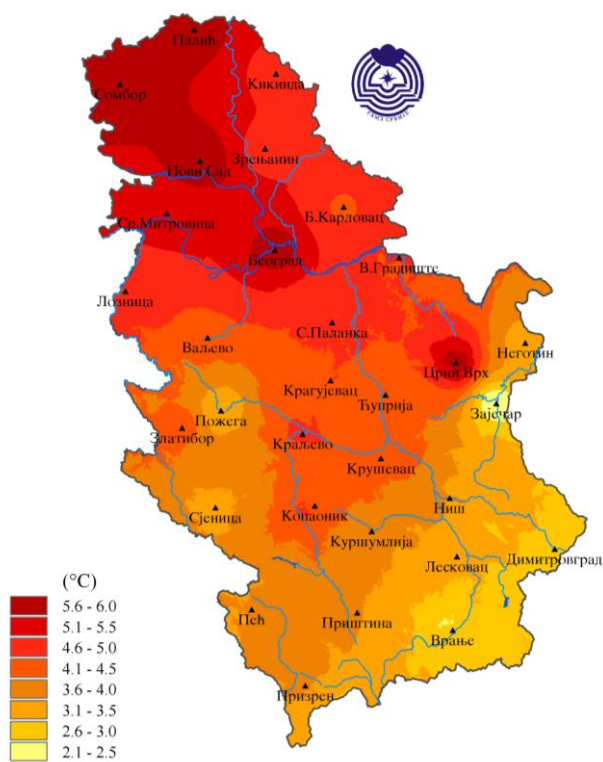 Палић
Кикинда
Сомбор
Зрењанин
Нови Сад
Б.Карловац
Ср.Митровица
Београд
В.Градиште
Лозница
С.Паланка
Ваљево
Неготин
Црни Врх
Крагујевац
Ћуприја
Зајечар
Пожега
Златибор
Краљево
Крушевац
Сјеница
Копаоник
Ниш
Куршумлија
Димитровград
Лесковац
Пећ
Приштина
Врање
Призрен
(°C)
5.6 - 6.0
5.1 - 5.5
4.6 - 5.0
4.1 - 4.5
3.6 - 4.0
3.1 - 3.5
2.6 - 3.0
2.1 - 2.5